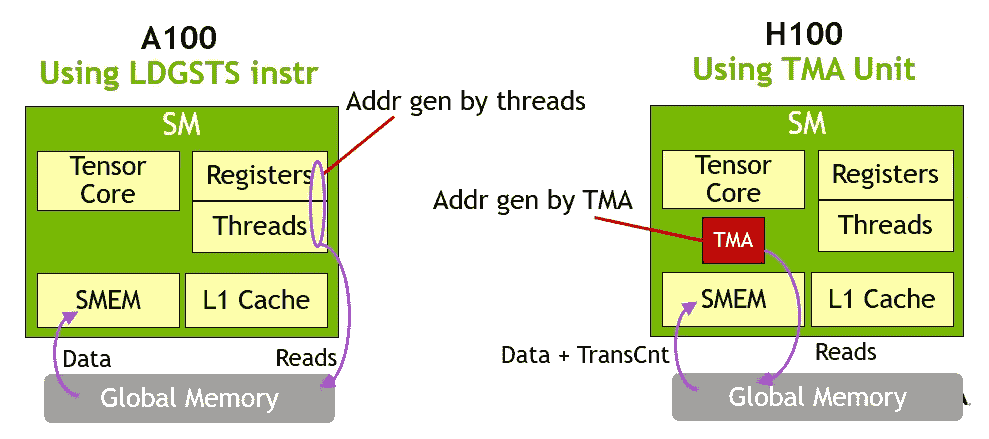 A100
Using LDGSTS instr
Addr gen by threads
SM
Tensor
Core
Registers
Threads
SMEM
L1 Cache
Data
Reads
Global Memory
H100
Using TMA Unit
SM
Tensor
Core
Registers
Addr gen by TMA
TMA
Threads
SMEM
L1 Cache
Data + TransCnt
Reads
Global Memory